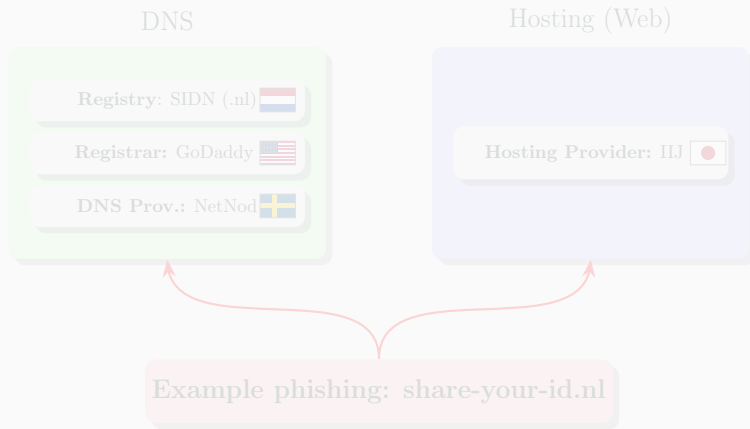 DNS
Hosting (Web)
Registry: SIDN (.nl)
Registrar: GoDaddy
DNS Prov.: NetNod
Hosting Provider: IIJ
Example phishing: share-your-id.nl